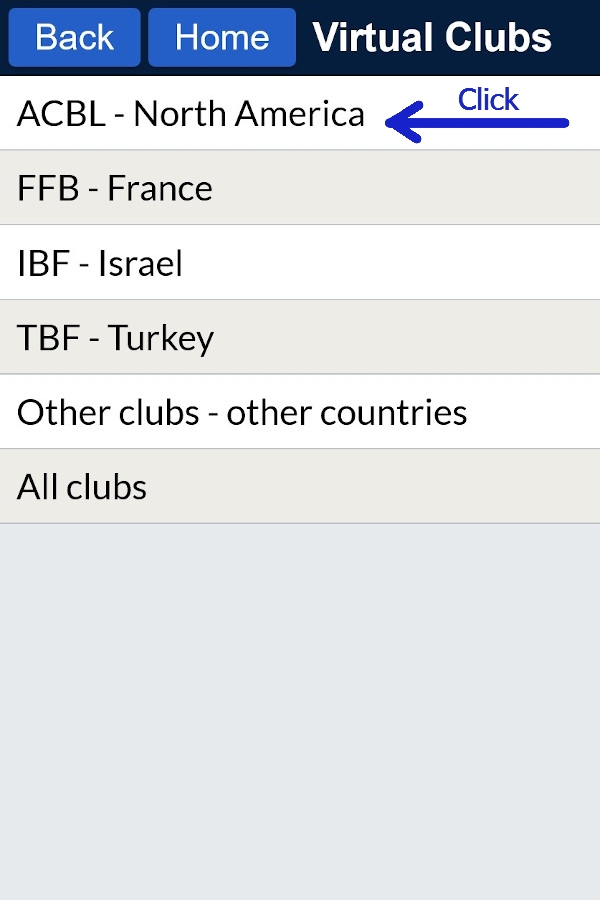 Back Home Virtual Clubs
ACBL - North America
Click
FFB - France
IBF - Israel
TBF - Turkey
Other clubs - other countries
All clubs